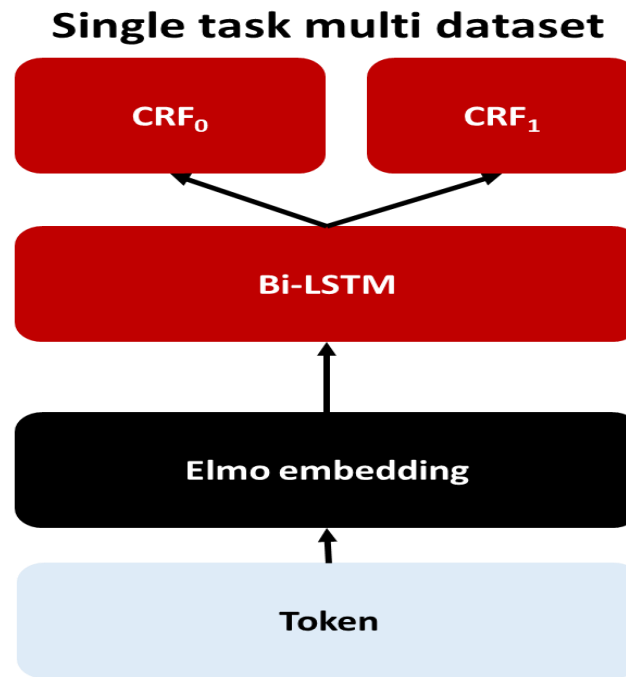 Single task multi dataset
CRF₀ CRF₁
Bi-LSTM
Elmo embedding
Token